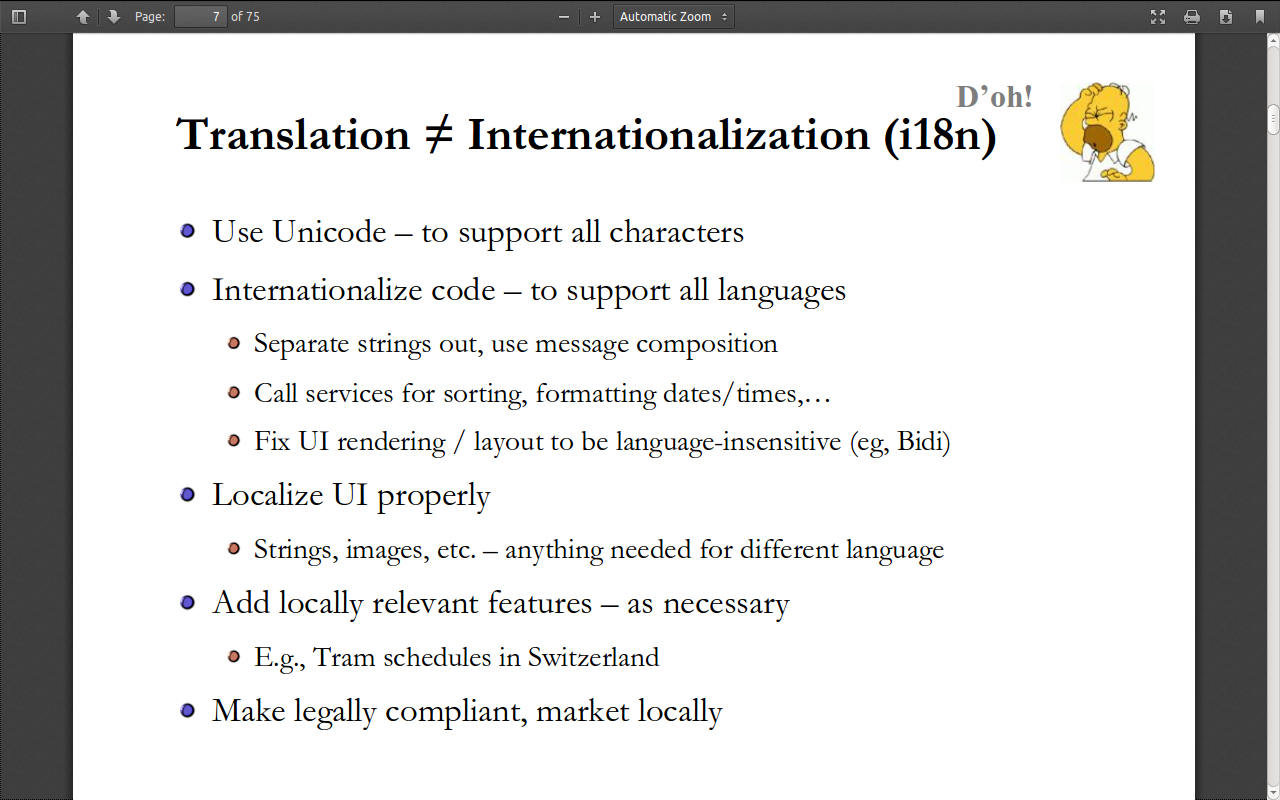 Page: 7 of 75
Automatic Zoom
D’oh!
Translation ≠ Internationalization (i18n)
Use Unicode – to support all characters
Internationalize code – to support all languages
Separate strings out, use message composition
Call services for sorting, formatting dates/times,…
Fix UI rendering / layout to be language-insensitive (eg, Bidi)
Localize UI properly
Strings, images, etc. – anything needed for different language
Add locally relevant features – as necessary
E.g., Tram schedules in Switzerland
Make legally compliant, market locally